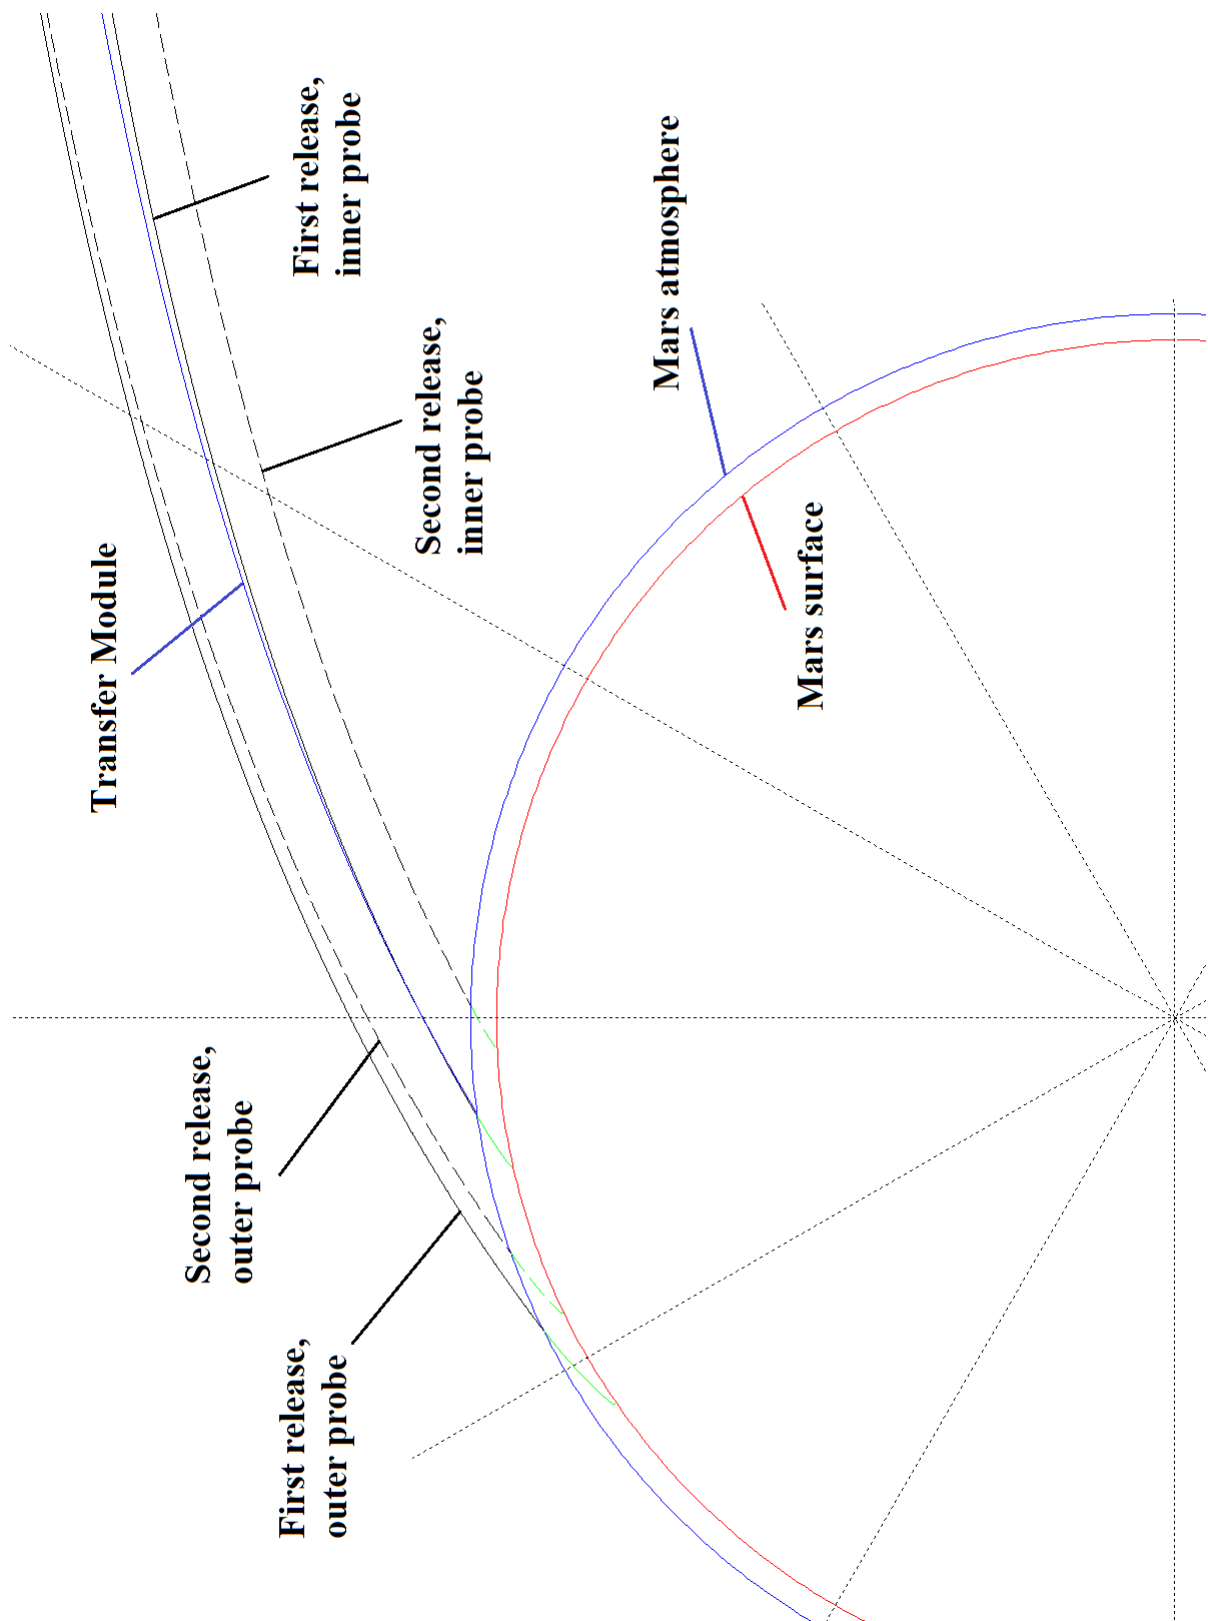 First release,
inner probe
Mars atmosphere
Second release,
inner probe
Mars surface
Transfer Module
Second release,
outer probe
First release,
outer probe